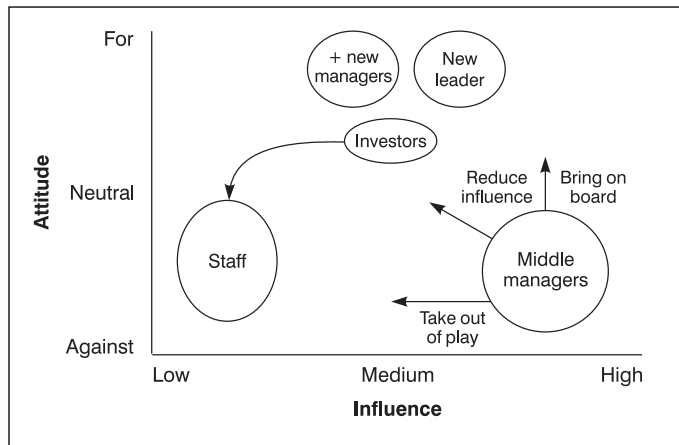 For
+ new
managers
New
leader
Investors
Attitude
Neutral
Reduce
influence
Bring on
board
Staff
Middle
managers
Take out
of play
Against
Low
Medium
High
Influence